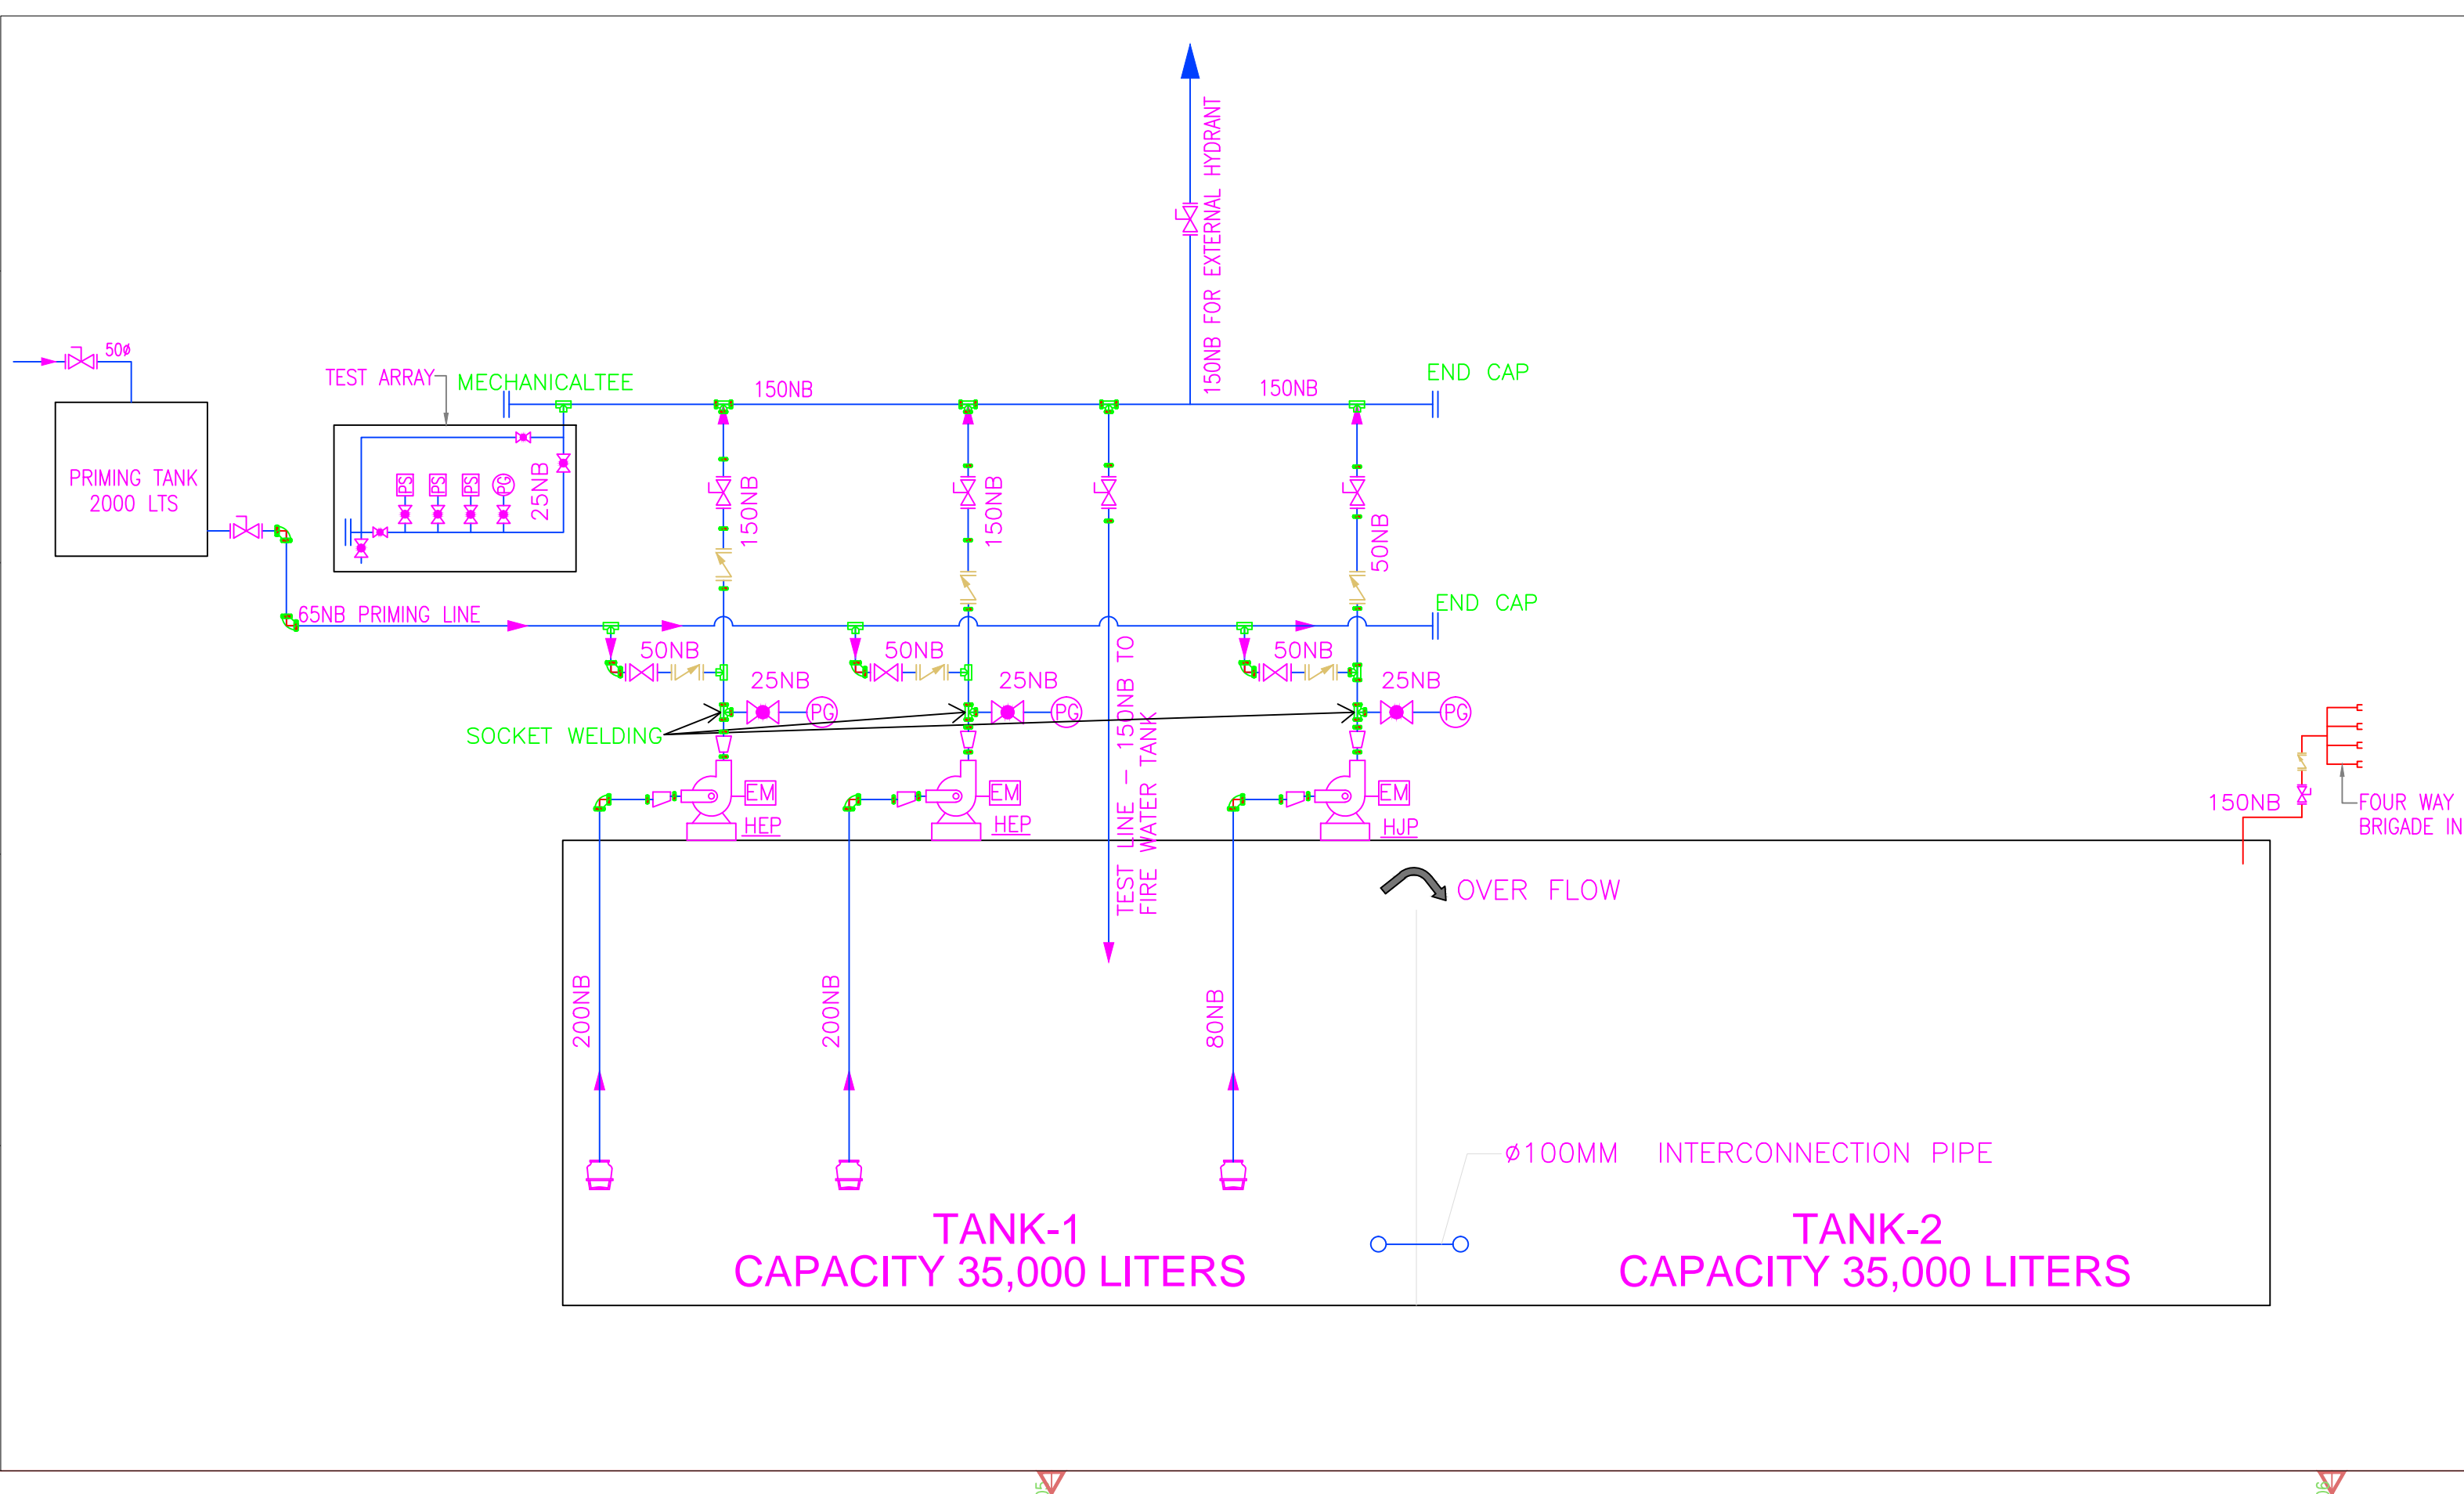 150NB FOR EXTERNAL HYDRANT
50ø
TEST ARRAY
MECHANICALTEE
150NB
150NB
END CAP
PRIMING TANK
2000 LTS
PS
PS
PS
PG
25NB
150NB
150NB
50NB
65NB PRIMING LINE
END CAP
50NB
50NB
50NB
25NB
25NB
25NB
PG
PG
PG
SOCKET WELDING
TEST LINE - 150NB TO
FIRE WATER TANK
EM
EM
EM
HEP
HEP
HJP
150NB
FOUR WAY
BRIGADE IN
OVER FLOW
200NB
200NB
80NB
ø100MM INTERCONNECTION PIPE
TANK-1
CAPACITY 35,000 LITERS
TANK-2
CAPACITY 35,000 LITERS